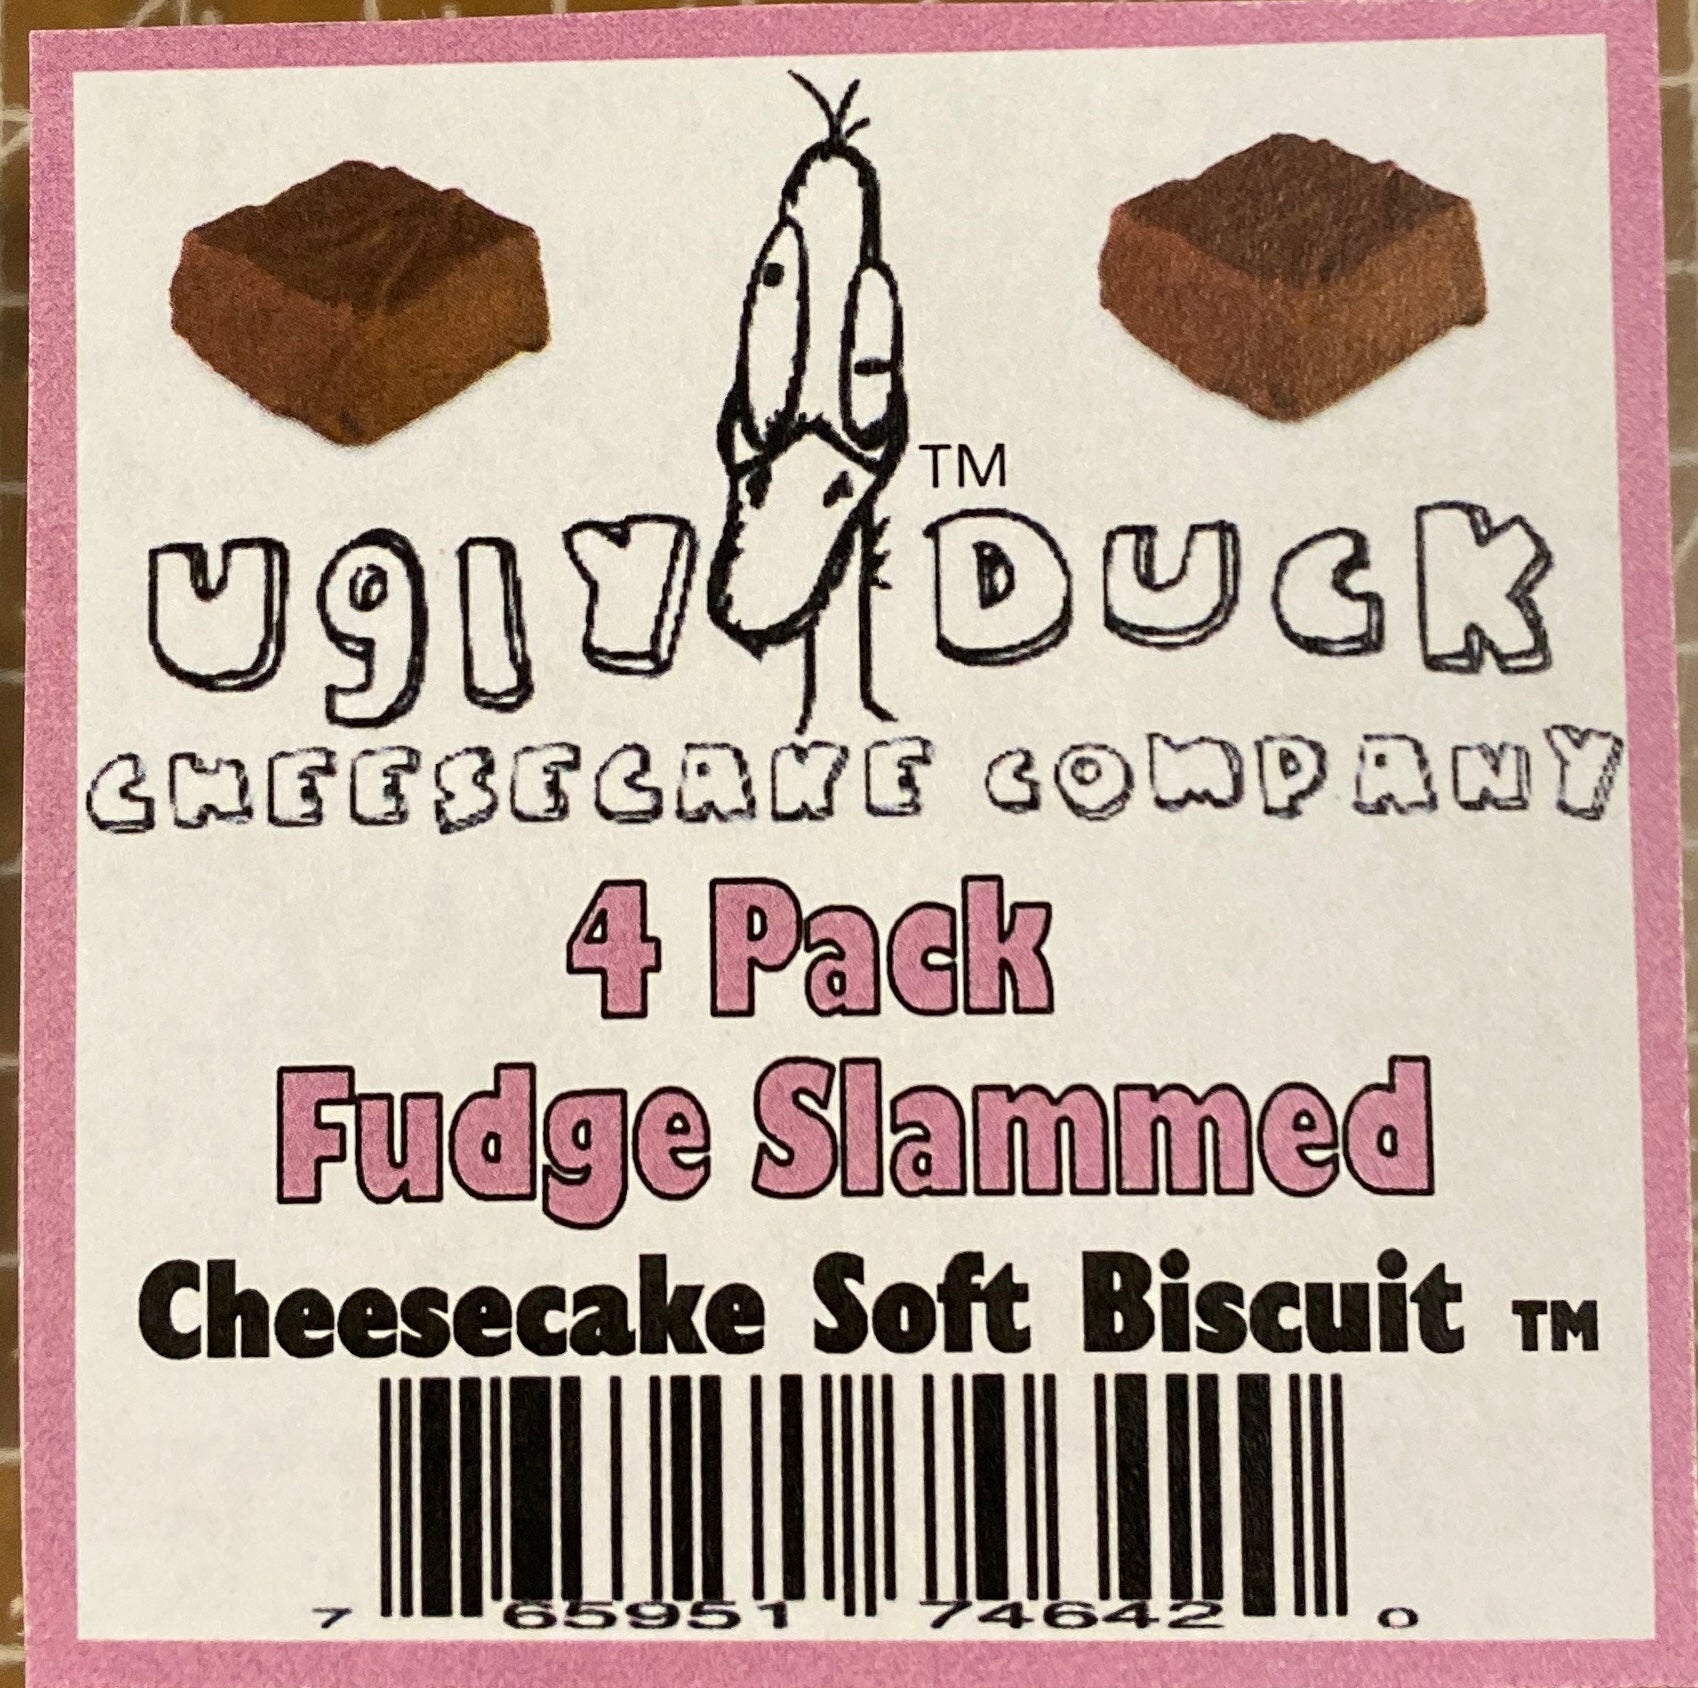 TM
UglY DUCK
CHEESECAKE COMPANY
4 Pack
Fudge Slammed
Cheesecake Soft Biscuit TM
7 65951 74642 0